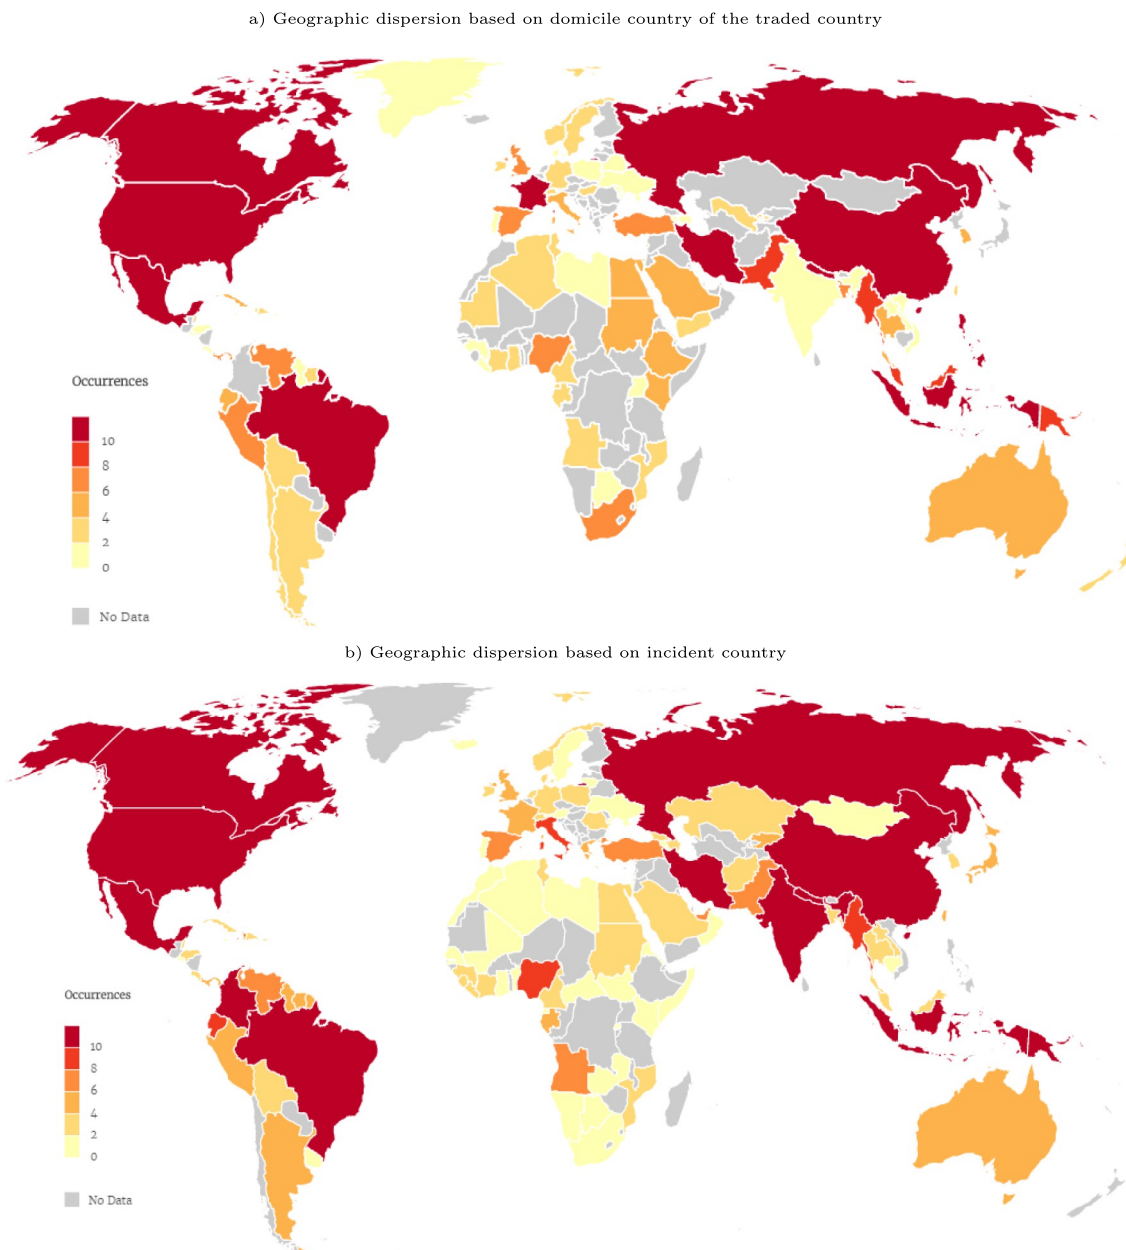 a) Geographic dispersion based on domicile country of the traded country
Occurrences
10
8
6
4
2
0
No Data
b) Geographic dispersion based on incident country
Occurrences
10
8
6
4
2
0
No Data